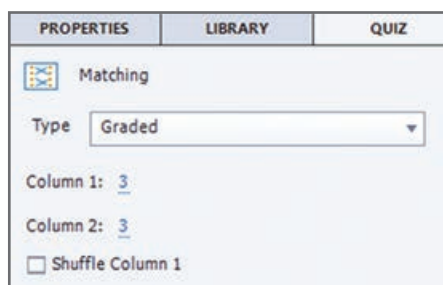 PROPERTIES LIBRARY QUIZ
Matching
Type Graded
Column 1: 3
Column 2: 3
Shuffle Column 1